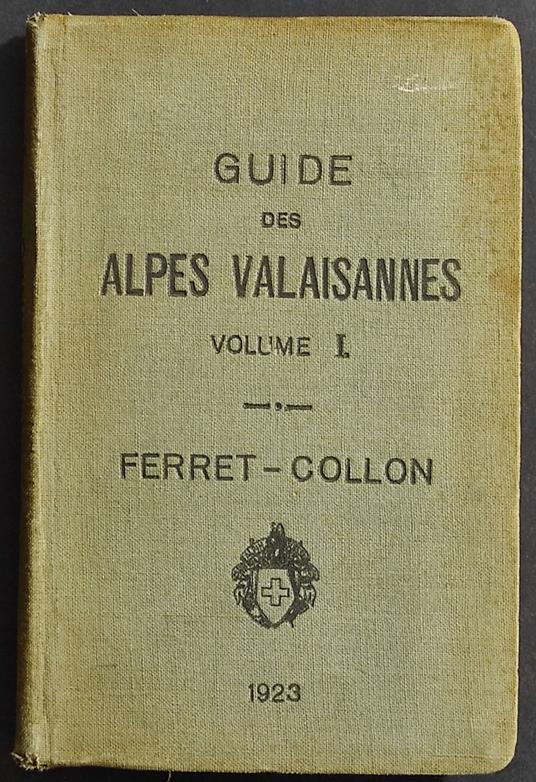 GUIDE
DES
ALPES VALAISANNES
VOLUME I.
FERRET - COLLON
1923